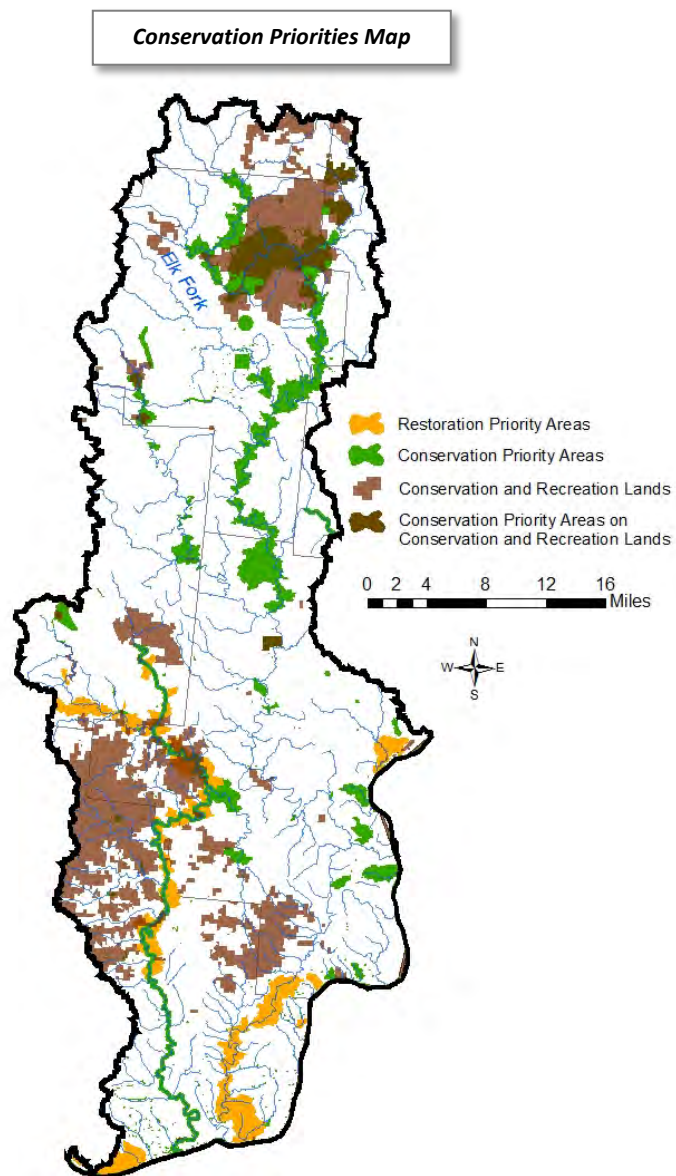 Conservation Priorities Map
Elk Fork
Restoration Priority Areas
Conservation Priority Areas
Conservation and Recreation Lands
Conservation Priority Areas on
Conservation and Recreation Lands
0 2 4 8 12 16
Miles
N
W E
S